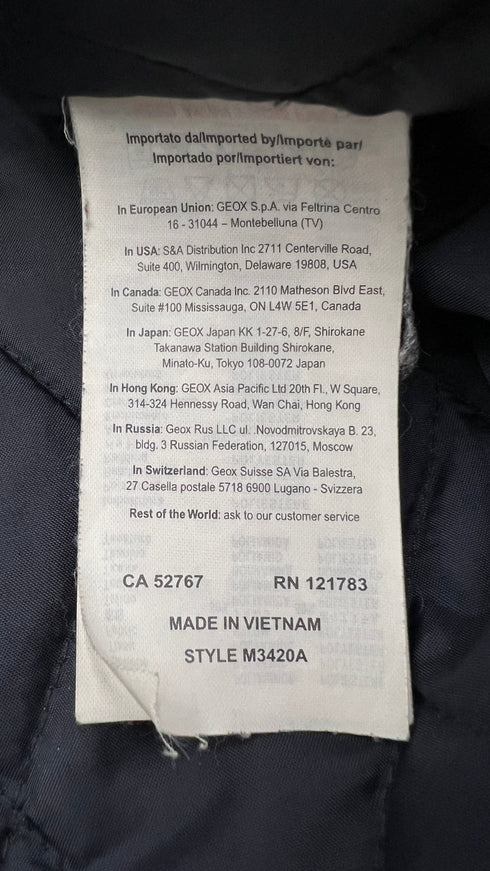 Importato da/Imported by/Importé par/
Importado por/Importiert von:
In European Union: GEOX S.p.A. via Feltrina Centro
16 - 31044 – Montebelluna (TV)
In USA: S&A Distribution Inc 2711 Centerville Road,
Suite 400, Wilmington, Delaware 19808, USA
In Canada: GEOX Canada Inc. 2110 Matheson Blvd East,
Suite #100 Mississauga, ON L4W 5E1, Canada
In Japan: GEOX Japan KK 1-27-6, 8/F, Shirokane
Takanawa Station Building Shirokane,
Minato-Ku, Tokyo 108-0072 Japan
In Hong Kong: GEOX Asia Pacific Ltd 20th Fl., W Square,
314-324 Hennessy Road, Wan Chai, Hong Kong
In Russia: Geox Rus LLC ul. .Novodmitrovskaya B. 23,
bldg. 3 Russian Federation, 127015, Moscow
In Switzerland: Geox Suisse SA Via Balestra,
27 Casella postale 5718 6900 Lugano - Svizzera
Rest of the World: ask to our customer service
CA 52767 RN 121783
MADE IN VIETNAM
STYLE M3420A